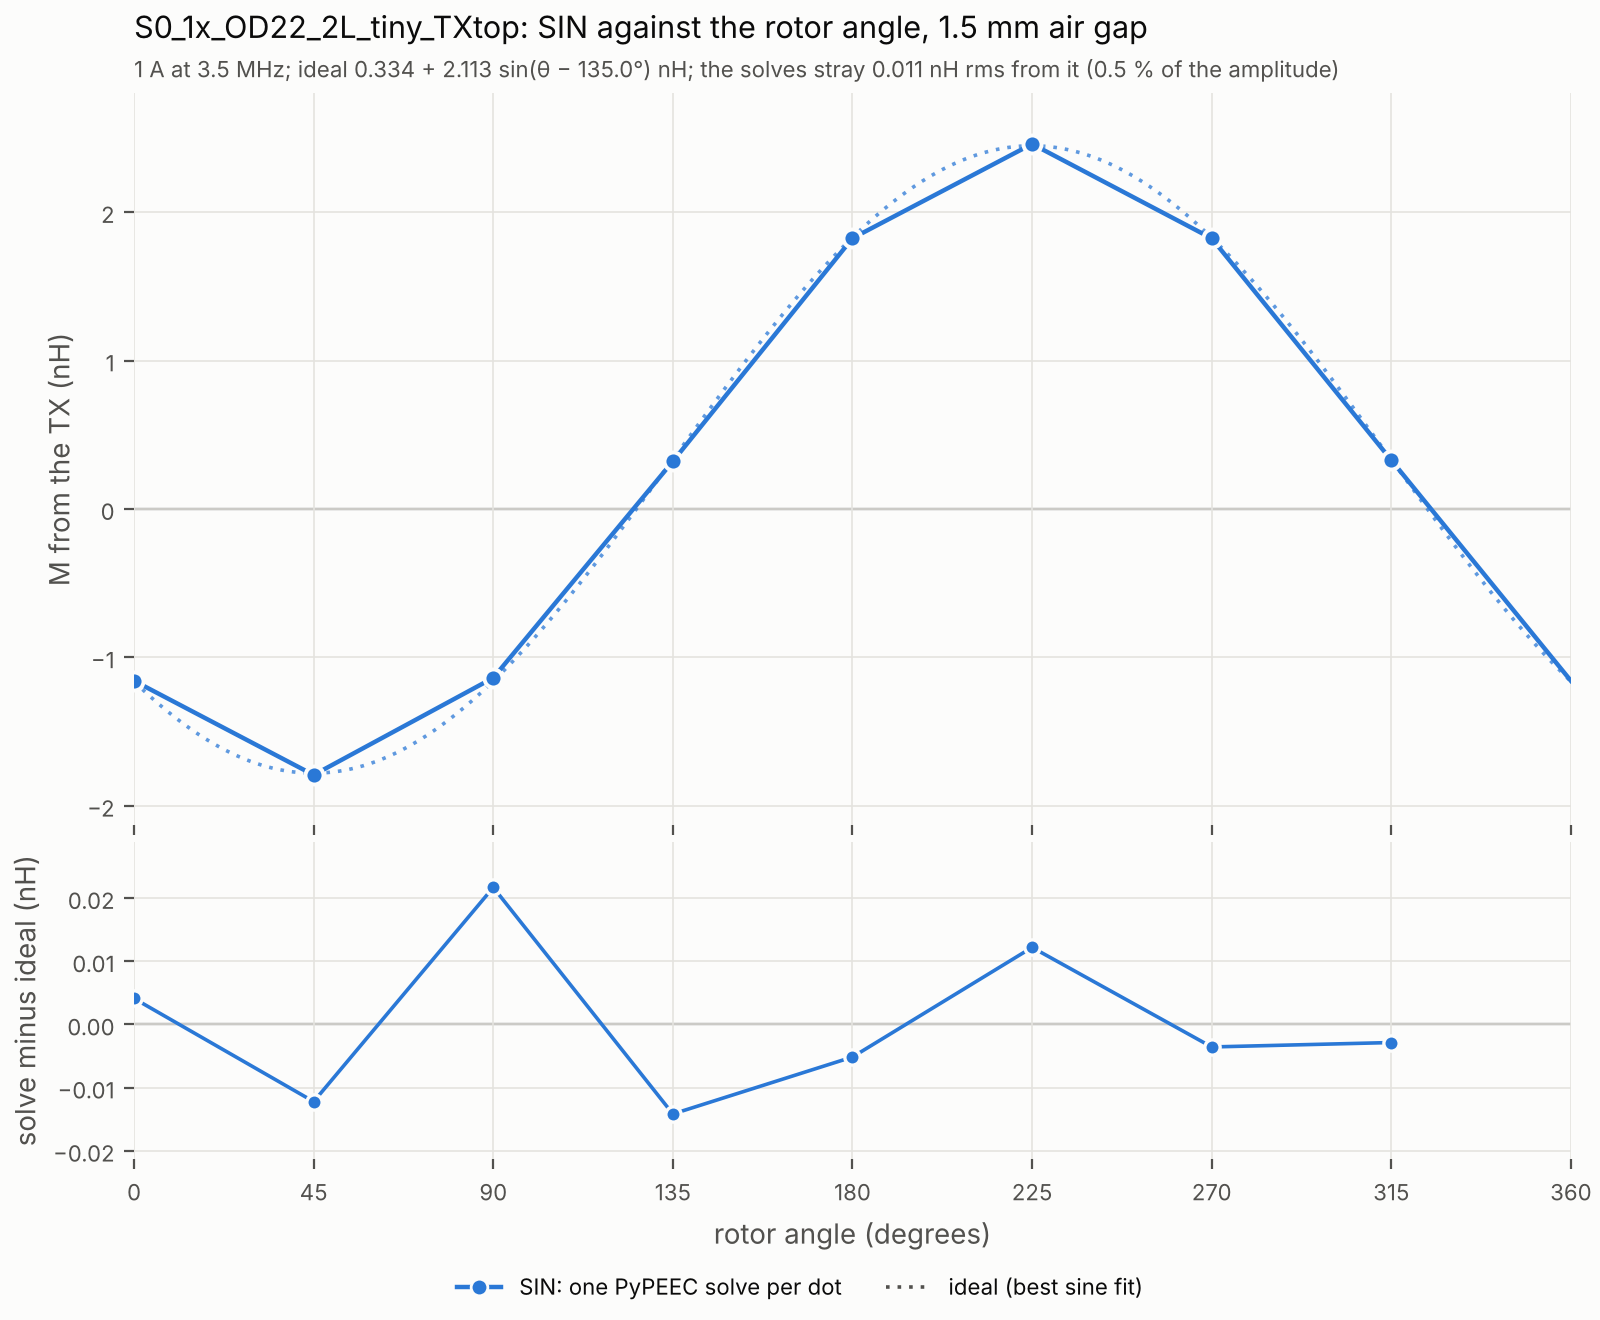 S0_1x_OD22_2L_tiny_TXtop: SIN against the rotor angle, 1.5 mm air gap
1 A at 3.5 MHz; ideal 0.334 + 2.113 sin(θ − 135.0°) nH; the solves stray 0.011 nH rms from it (0.5 % of the amplitude)
M from the TX (nH)
2
1
0
−1
−2
solve minus ideal (nH)
0.02
0.01
0.00
−0.01
−0.02
0 45 90 135 180 225 270 315 360
rotor angle (degrees)
SIN: one PyPEEC solve per dot ideal (best sine fit)